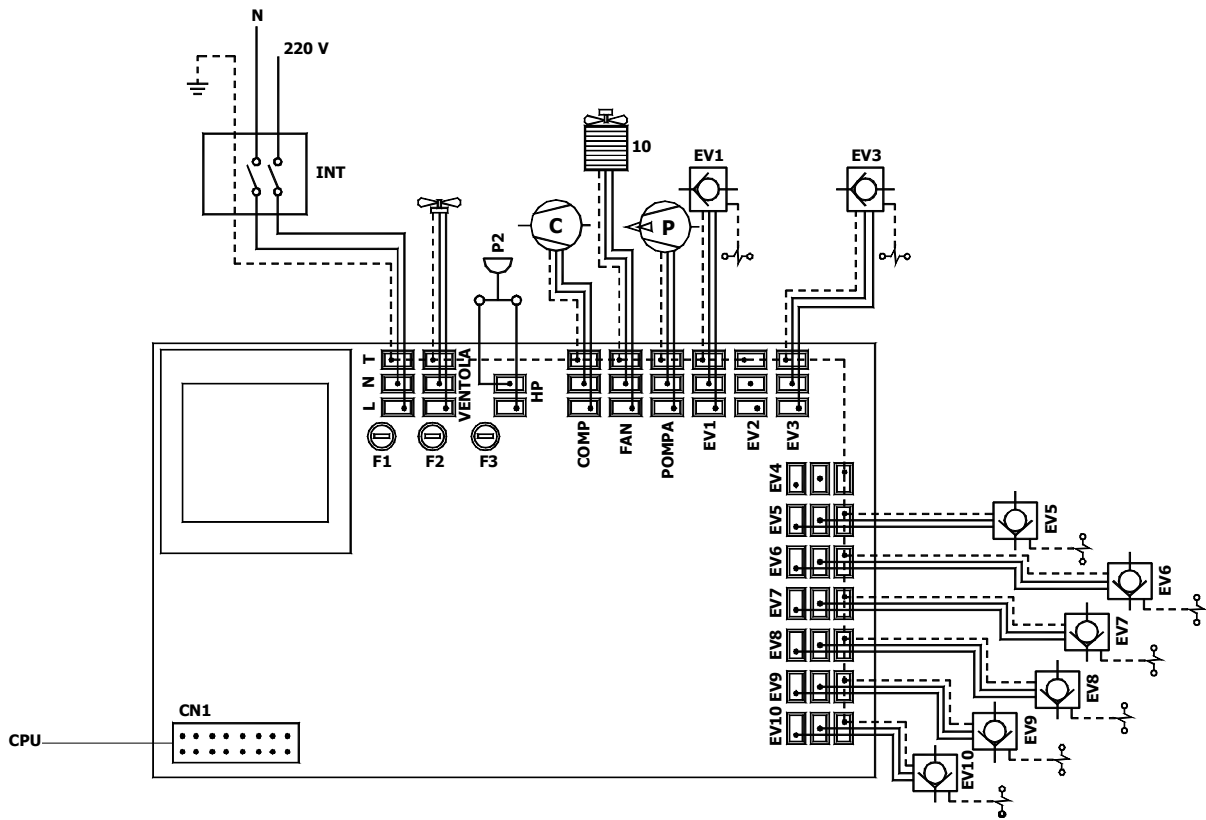 N
220 V
INT
10
EV1
EV3
C
P
P2
T
N
L
VENTOLA
HP
F1
F2
F3
COMP
FAN
POMPA
EV1
EV2
EV3
EV4
EV5
EV6
EV7
EV8
EV9
EV10
EV5
EV6
EV7
EV8
EV9
EV10
CN1
CPU